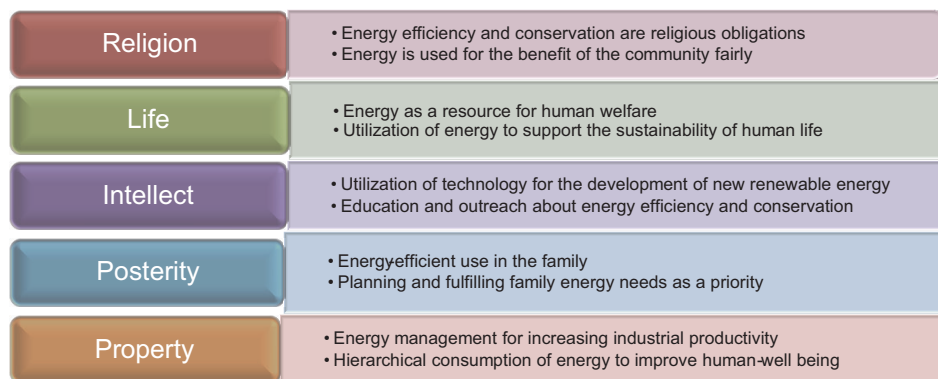 Religion
• Energy efficiency and conservation are religious obligations
• Energy is used for the benefit of the community fairly
Life
• Energy as a resource for human welfare
• Utilization of energy to support the sustainability of human life
Intellect
• Utilization of technology for the development of new renewable energy
• Education and outreach about energy efficiency and conservation
Posterity
• Energy-efficient use in the family
• Planning and fulfilling family energy needs as a priority
Property
• Energy management for increasing industrial productivity
• Hierarchical consumption of energy to improve human-well being